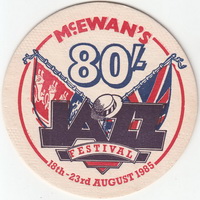 McEWAN'S
80/-
JAZZ
FESTIVAL
18th-23rd AUGUST 1985